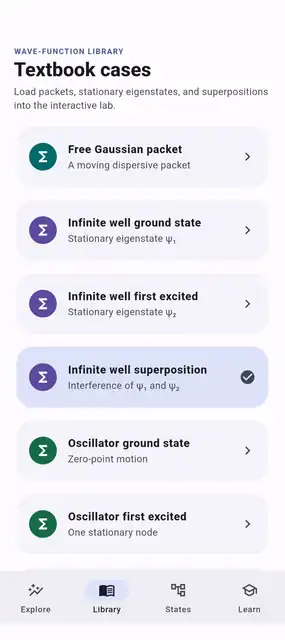 WAVE-FUNCTION LIBRARY
Textbook cases
Load packets, stationary eigenstates, and superpositions
into the interactive lab.
Free Gaussian packet
A moving dispersive packet
Infinite well ground state
Stationary eigenstate ψ₁
Infinite well first excited
Stationary eigenstate ψ₂
Infinite well superposition
Interference of ψ₁ and ψ₂
Oscillator ground state
Zero-point motion
Oscillator first excited
One stationary node
Explore
Library
States
Learn